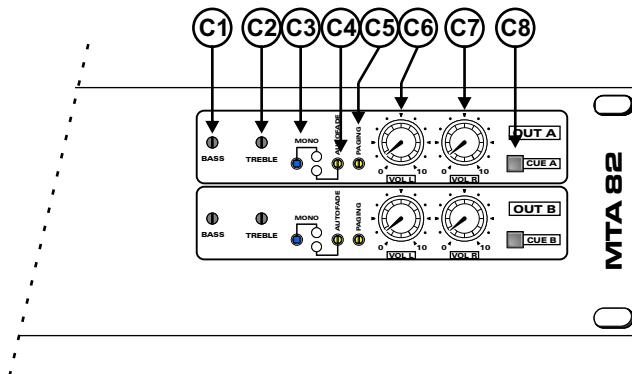 C1 C2 C3 C4 C5 C6 C7 C8
MONO
AUTOFADE
PAGING
OUT A
BASS
TREBLE
CUE A
0 10 0 10
VOL L VOL R
MONO
AUTOFADE
PAGING
OUT B
BASS
TREBLE
CUE B
0 10 0 10
VOL L VOL R
MTA 82